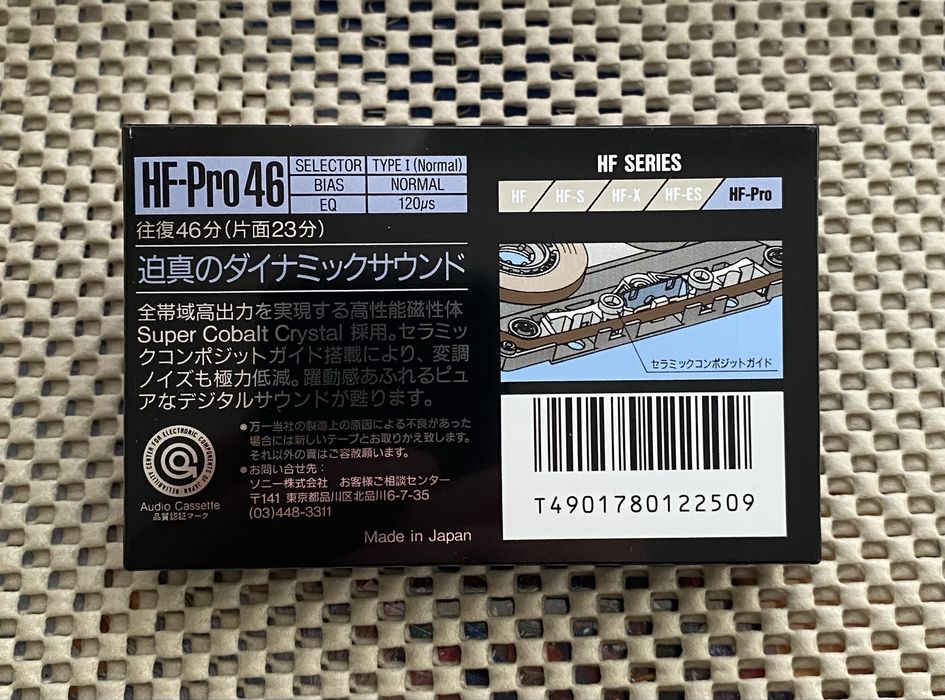 HF-Pro 46
SELECTOR TYPE I (Normal)
BIAS NORMAL
EQ 120μs
往復46分(片面23分)
迫真のダイナミックサウンド
全帯域高出力を実現する高性能磁性体
Super Cobalt Crystal 採用。セラミッ
クコンポジットガイド搭載により、変調
ノイズも極力低減。躍動感あふれるピュ
アなデジタルサウンドが甦ります。
RELIABILITY CENTER FOR ELECTRONIC COMPONENTS OF JAPAN
Audio Cassette
品質認証マーク
●万一当社の製造上の原因による不良があった
場合には新しいテープとお取りかえ致します。
それ以外の責はご容赦願います。
●お問い合せ先:
ソニー株式会社 お客様ご相談センター
〒141 東京都品川区北品川6-7-35
(03)448-3311
Made in Japan
HF SERIES
HF HF-S HF-X HF-ES HF-Pro
セラミックコンポジットガイド
T4901780122509